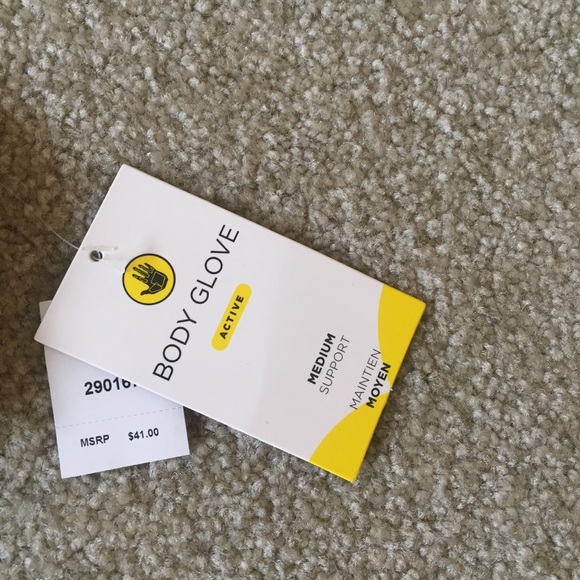 BODY GLOVE
ACTIVE
MEDIUM
SUPPORT
MAINTIEN
MOYEN
MSRP $41.00